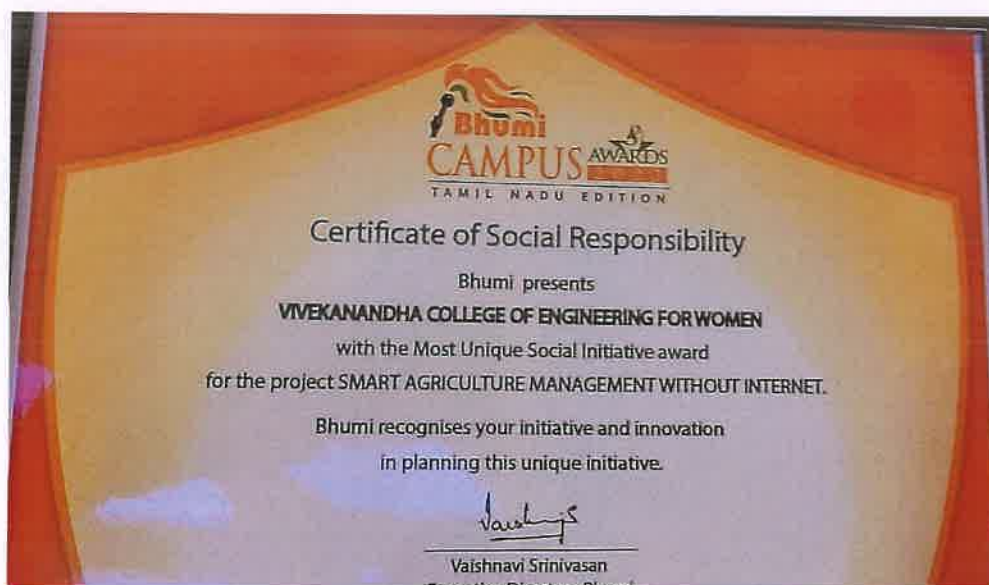 Bhumi
CAMPUS AWARDS
TAMIL NADU EDITION
Certificate of Social Responsibility
Bhumi presents
VIVEKANANDHA COLLEGE OF ENGINEERING FOR WOMEN
with the Most Unique Social Initiative award
for the project SMART AGRICULTURE MANAGEMENT WITHOUT INTERNET.
Bhumi recognises your initiative and innovation
in planning this unique initiative.
Vaishnavi Srinivasan